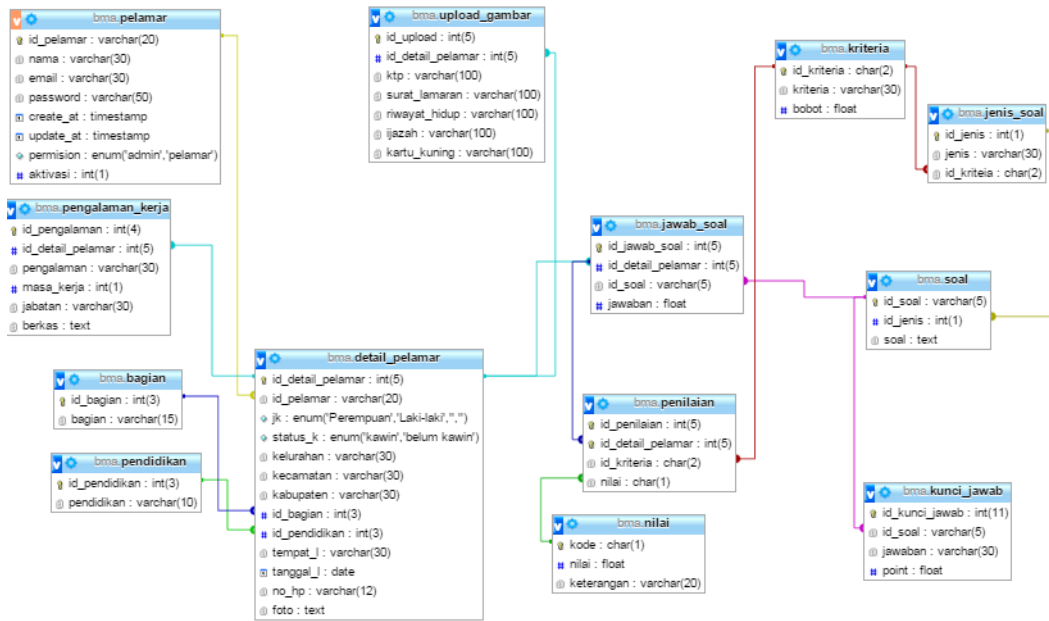 bma.pelamar
id_pelamar : varchar(20)
nama : varchar(30)
email : varchar(30)
password : varchar(50)
create_at : timestamp
update_at : timestamp
permision : enum('admin','pelamar')
aktivasi : int(1)
bma.upload_gambar
id_upload : int(5)
id_detail_pelamar : int(5)
ktp : varchar(100)
surat_lamaran : varchar(100)
riwayat_hidup : varchar(100)
ijazah : varchar(100)
kartu_kuning : varchar(100)
bma.kriteria
id_kriteria : char(2)
kriteria : varchar(30)
bobot : float
bma.jenis_soal
id_jenis : int(1)
jenis : varchar(30)
id_kriteia : char(2)
bma.pengalaman_kerja
id_pengalaman : int(4)
id_detail_pelamar : int(5)
pengalaman : varchar(30)
masa_kerja : int(1)
jabatan : varchar(30)
berkas : text
bma.jawab_soal
id_jawab_soal : int(5)
id_detail_pelamar : int(5)
id_soal : varchar(5)
jawaban : float
bma.soal
id_soal : varchar(5)
id_jenis : int(1)
soal : text
bma.detail_pelamar
id_detail_pelamar : int(5)
id_pelamar : varchar(20)
jk : enum('Perempuan','Laki-laki','','')
status_k : enum('kawin','belum kawin')
kelurahan : varchar(30)
kecamatan : varchar(30)
kabupaten : varchar(30)
id_bagian : int(3)
id_pendidikan : int(3)
tempat_l : varchar(30)
tanggal_l : date
no_hp : varchar(12)
foto : text
bma.bagian
id_bagian : int(3)
bagian : varchar(15)
bma.pendidikan
id_pendidikan : int(3)
pendidikan : varchar(10)
bma.penilaian
id_penilaian : int(5)
id_detail_pelamar : int(5)
id_kriteria : char(2)
nilai : char(1)
bma.nilai
kode : char(1)
nilai : float
keterangan : varchar(20)
bma.kunci_jawab
id_kunci_jawab : int(11)
id_soal : varchar(5)
jawaban : varchar(30)
point : float